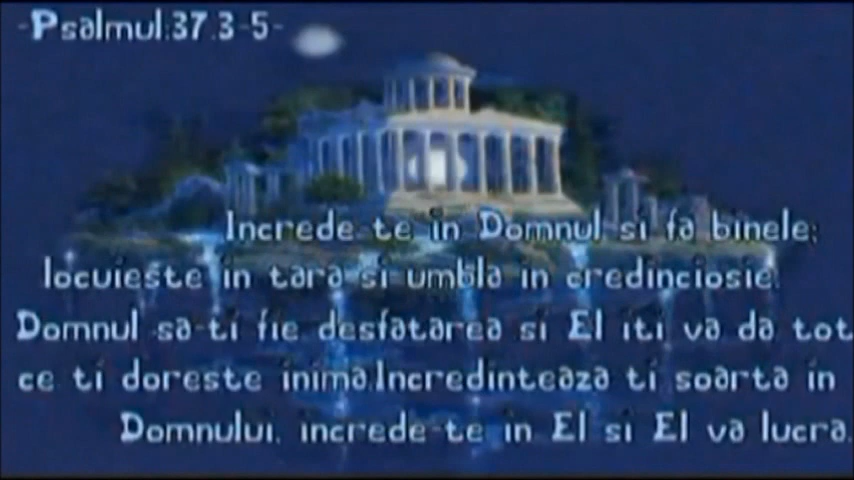 -Psalmul:37.3-5-
Increde-te in Domnul si fa binele;
locuieste in tara si umbla in credinciosie.
Domnul sa-ti fie desfatarea si El iti va da tot
ce ti doreste inima.Incredinteaza ti soarta in
Domnului, increde-te in El si El va lucra.